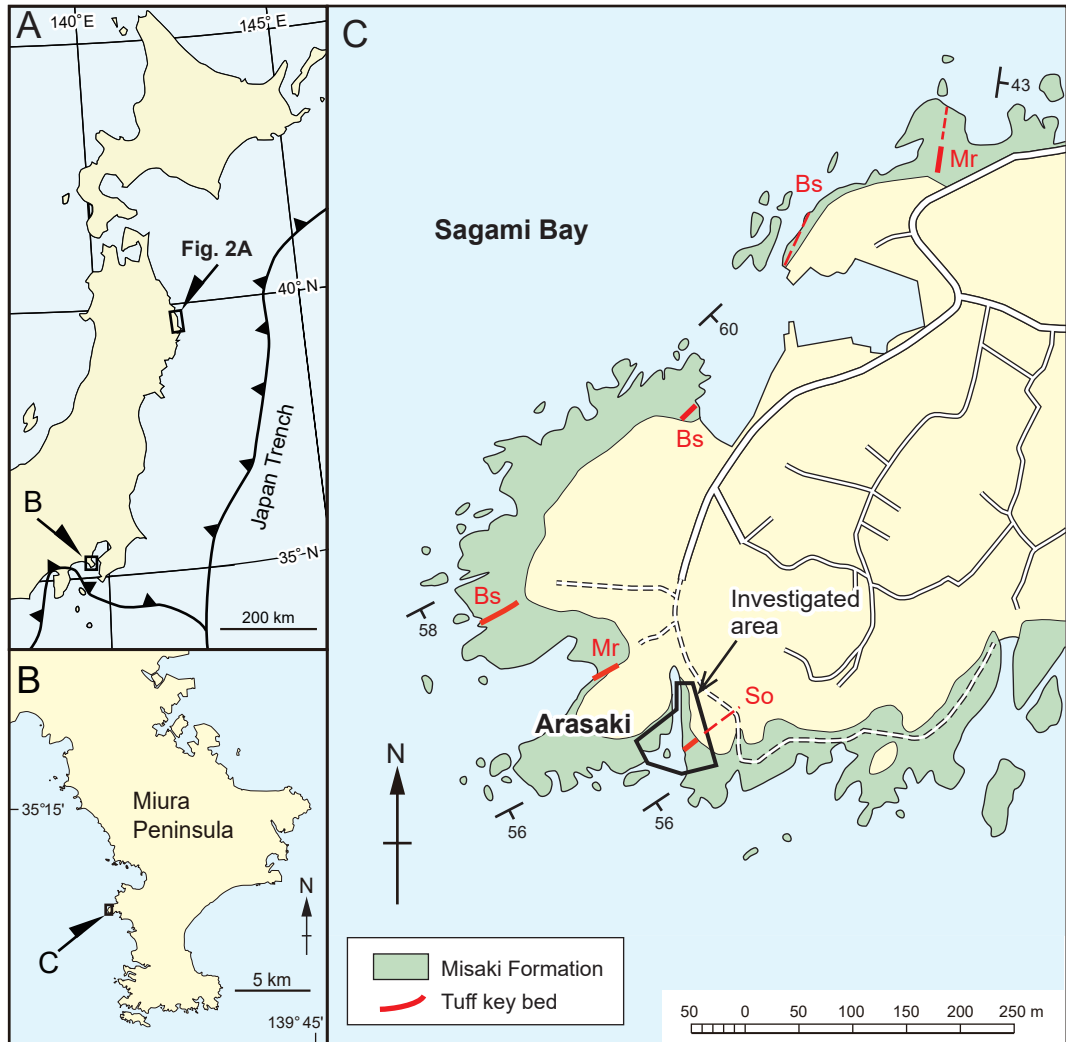 A
140° E
145° E
Fig. 2A
40° N
Japan Trench
B
35° N
200 km
B
35°15'
Miura
Peninsula
N
C
5 km
139° 45'
C
43
Mr
Bs
Sagami Bay
60
Bs
Bs
58
Investigated
area
Mr
So
Arasaki
N
56
56
Misaki Formation
Tuff key bed
50 0 50 100 150 200 250 m